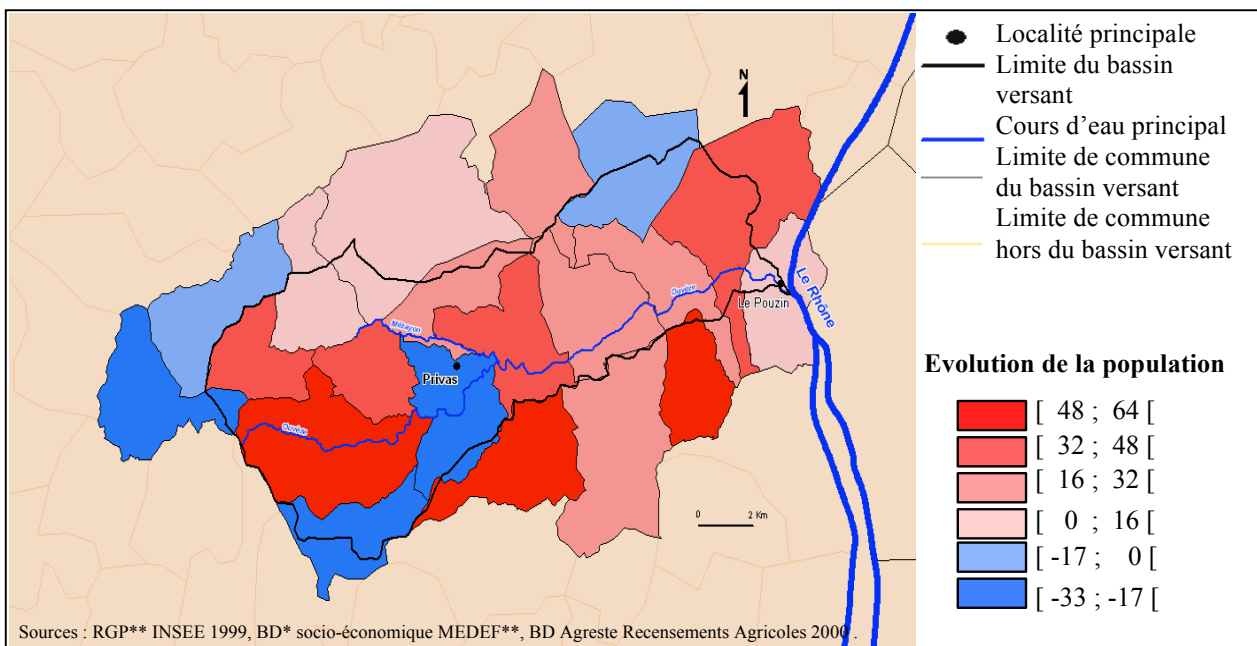 N
Mézayon
Ouvèze
Privas
Ouvèze
Le Pouzin
Le Rhône
0 2 Km
Sources : RGP** INSEE 1999, BD* socio-économique MEDEF**, BD Agreste Recensements Agricoles 2000 .
Localité principale
Limite du bassin
versant
Cours d'eau principal
Limite de commune
du bassin versant
Limite de commune
hors du bassin versant
Evolution de la population
[ 48 ; 64 [
[ 32 ; 48 [
[ 16 ; 32 [
[ 0 ; 16 [
[ -17 ; 0 [
[ -33 ; -17 [